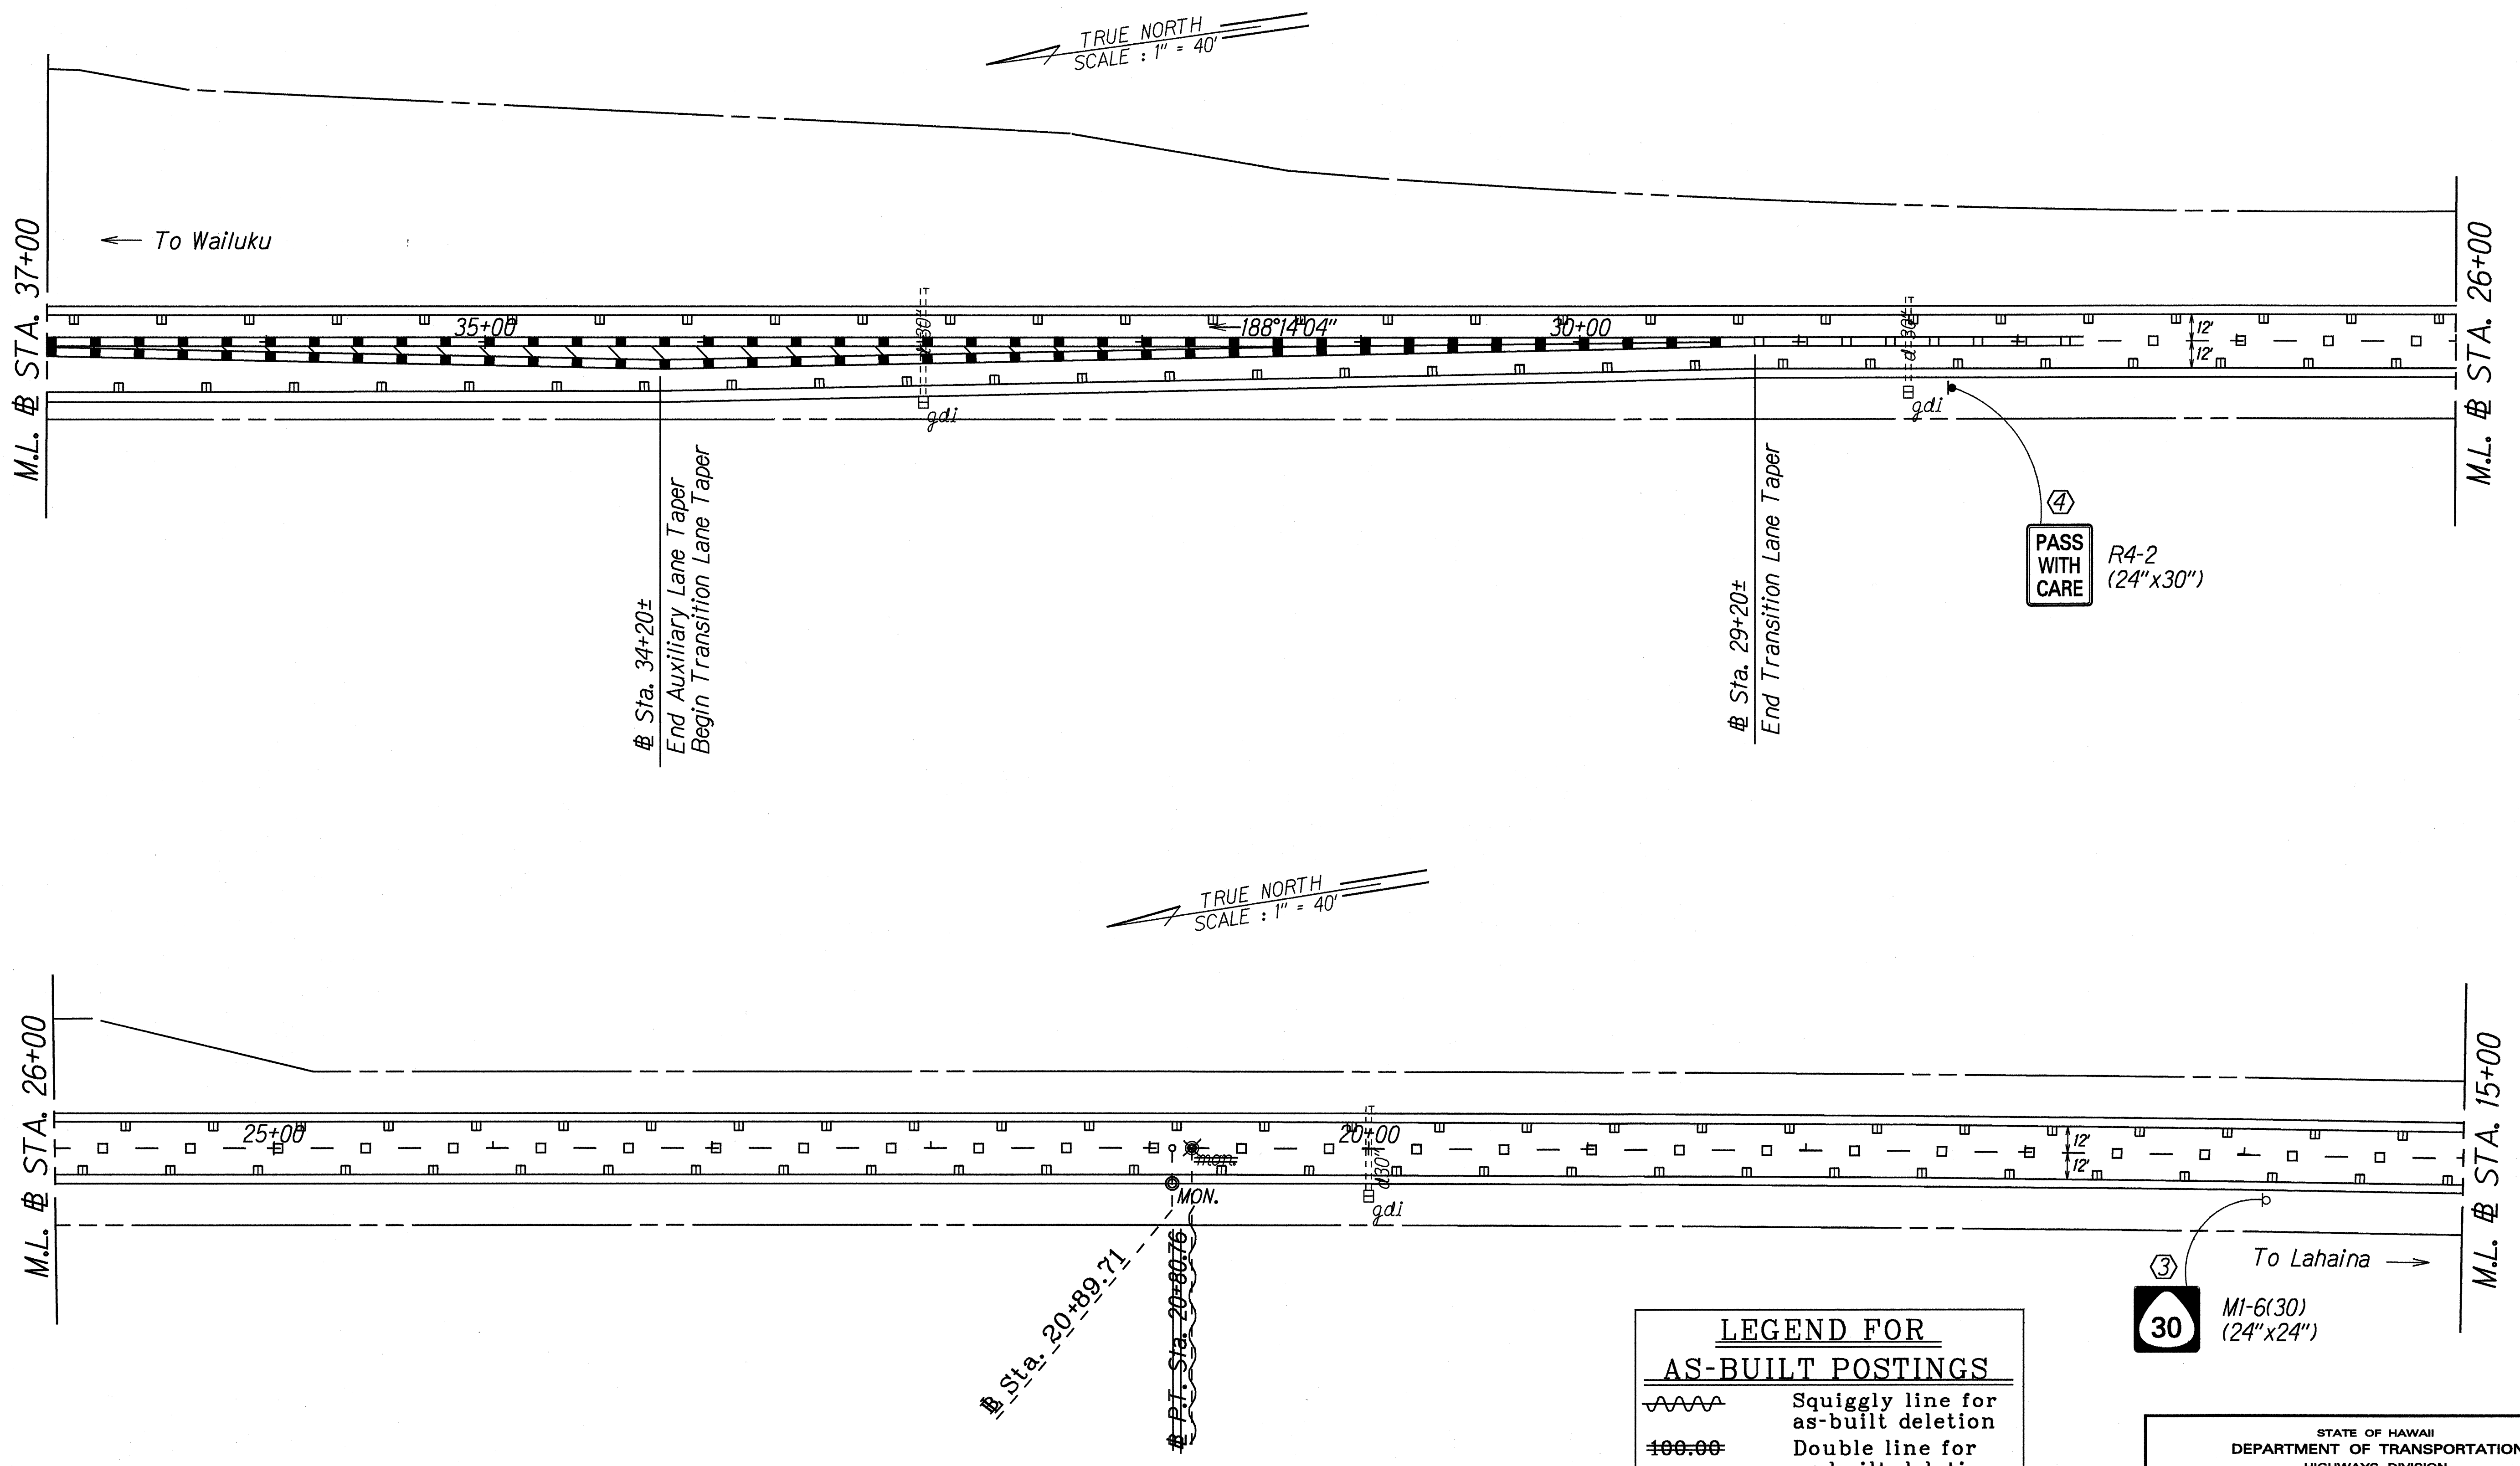 TRUE NORTH
SCALE : 1" = 40'
To Wailuku
M.L. ℄ STA. 37+00
35+00
188°14'04"
30+00
12'
12'
M.L. ℄ STA. 26+00
gdi
gdi
℄ Sta. 34+20±
End Auxiliary Lane Taper
Begin Transition Lane Taper
℄ Sta. 29+20±
End Transition Lane Taper
4
PASS
WITH
CARE
R4-2
(24"x30")
TRUE NORTH
SCALE : 1" = 40'
M.L. ℄ STA. 26+00
25+00
mon.
MON.
20+00
d30"
gdi
12'
12'
M.L. ℄ STA. 15+00
℄ Sta. 20+89.71
℄ P.T. Sta. 20+80.76
To Lahaina
3
30
M1-6(30)
(24"x24")
LEGEND FOR
AS-BUILT POSTINGS
Squiggly line for
as-built deletion
100.00 Double line for
STATE OF HAWAII
DEPARTMENT OF TRANSPORTATION